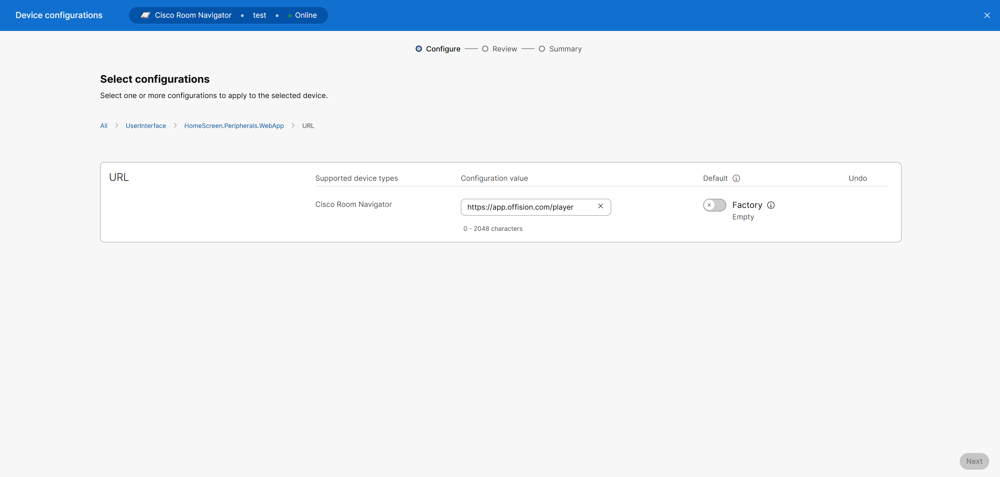 Device configurations
Cisco Room Navigator • test • Online
Configure Review Summary
Select configurations
Select one or more configurations to apply to the selected device.
All > UserInterface > HomeScreen.Peripherals.WebApp > URL
URL
Supported device types Configuration value Default Undo
Cisco Room Navigator https://app.offision.com/player Factory
Empty
0 - 2048 characters
Next